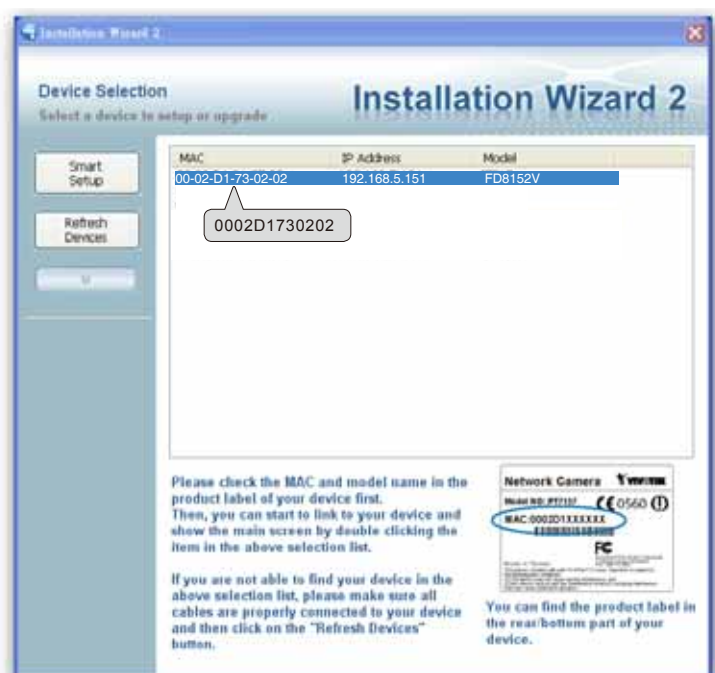 Installation Wizard 2
Device Selection
Installation Wizard 2
Select a device to setup or upgrade
Smart
Setup
Refresh
Devices
MAC IP Address Model
00-02-D1-73-02-02 192.168.5.151 FD8152V
0002D1730202
Please check the MAC and model name in the
product label of your device first.
Then, you can start to link to your device and
show the main screen by double clicking the
item in the above selection list.
If you are not able to find your device in the
above selection list, please make sure all
cables are properly connected to your device
and then click on the "Refresh Devices"
button.
Network Camera
Model NO: PT7137
CE 0560
MAC:0002D1XXXXXX
FC
You can find the product label in
the rear/bottom part of your
device.